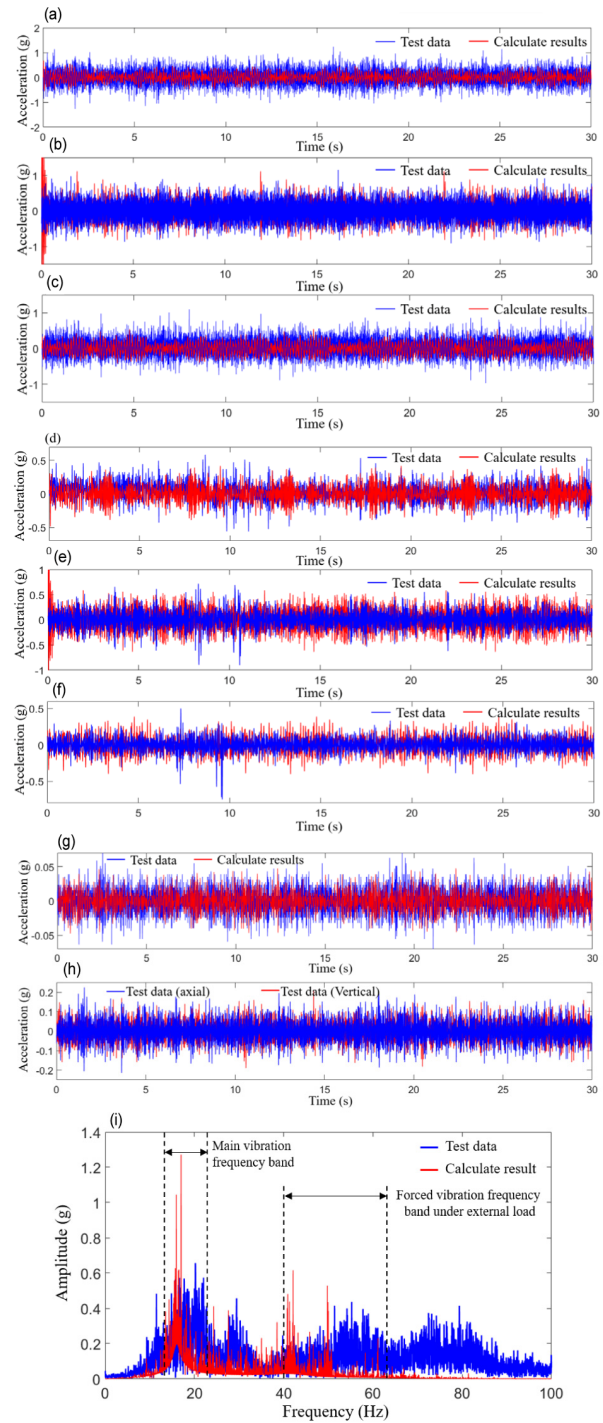 (a)
Acceleration (g)
2
1
0
-1
-2
Test data
Calculate results
0
5
10
15
20
25
30
Time (s)
(b)
Acceleration (g)
1
0
-1
Test data
Calculate results
0
5
10
15
20
25
30
Time (s)
(c)
Acceleration (g)
1
0
-1
Test data
Calculate results
0
5
10
15
20
25
30
Time (s)
(d)
Acceleration (g)
0.5
0
-0.5
Test data
Calculate results
0
5
10
15
20
25
30
Time (s)
(e)
Acceleration (g)
1
0.5
0
-0.5
-1
Test data
Calculate results
0
5
10
15
20
25
30
Time (s)
(f)
Acceleration (g)
0.5
0
-0.5
Test data
Calculate results
0
5
10
15
20
25
30
Time (s)
(g)
Acceleration (g)
0.05
0
-0.05
Test data
Calculate results
0
5
10
15
20
25
30
Time (s)
(h)
Acceleration (g)
0.2
0.1
0
-0.1
-0.2
Test data (axial)
Test data (Vertical)
0
5
10
15
20
25
30
Time (s)
(i)
Amplitude (g)
1.4
1.2
1
0.8
0.6
0.4
0.2
0
Main vibration
frequency band
Test data
Calculate result
Forced vibration frequency
band under external load
0
20
40
60
80
100
Frequency (Hz)